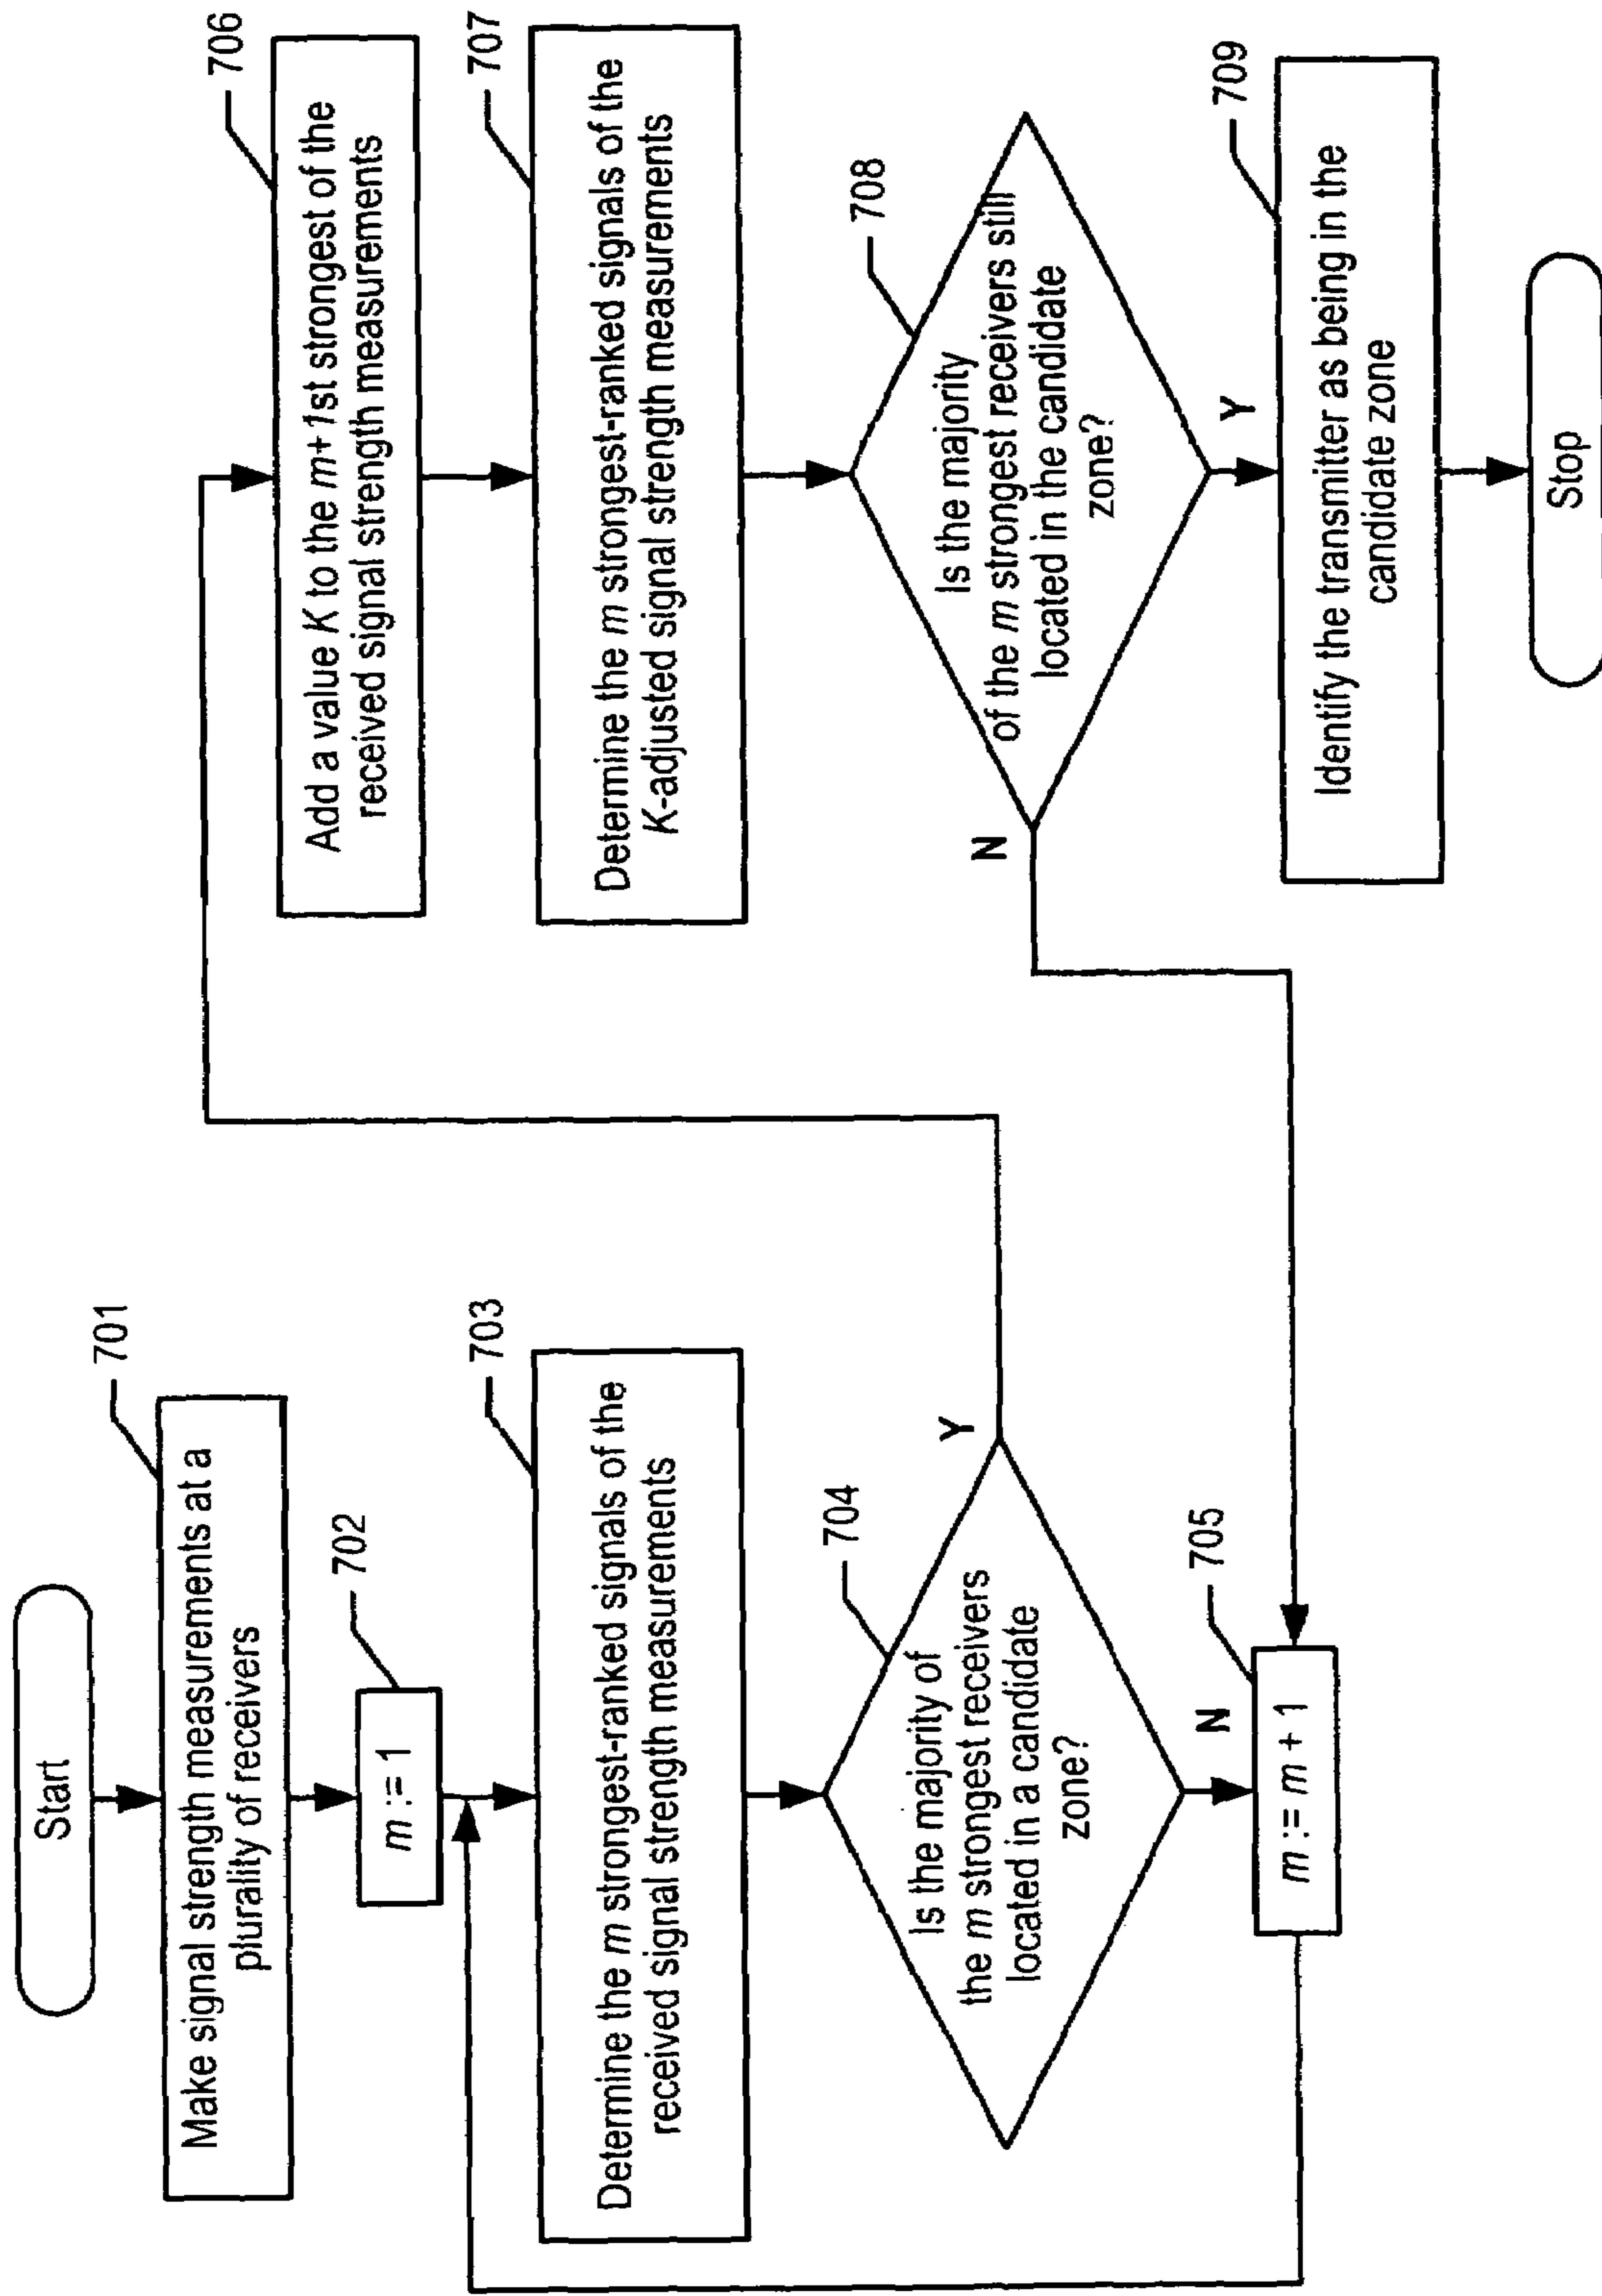 Start
701
Make signal strength measurements at a
plurality of receivers
702
m := 1
703
Determine the m strongest-ranked signals of the
received signal strength measurements
704
Is the majority of
the m strongest receivers
located in a candidate
zone?
Y
N
705
m := m + 1
706
Add a value K to the m+1st strongest of the
received signal strength measurements
707
Determine the m strongest-ranked signals of the
K-adjusted signal strength measurements
708
Is the majority
of the m strongest receivers still
located in the candidate
zone?
N
Y
709
Identify the transmitter as being in the
candidate zone
Stop